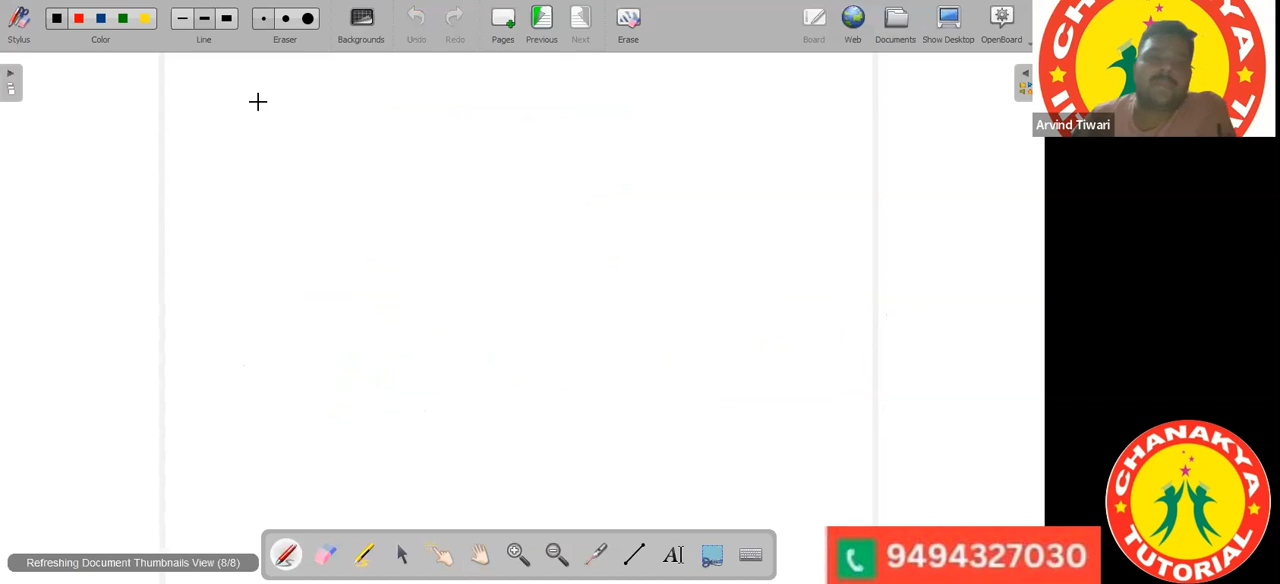 Stylus
Color
Line
Eraser
Backgrounds
Undo
Redo
Pages
Previous
Next
Erase
Board
Web
Documents
Show Desktop
OpenBoard
Arvind Tiwari
CHANAKYA
TUTORIAL
Refreshing Document Thumbnails View (8/8)
9494327030